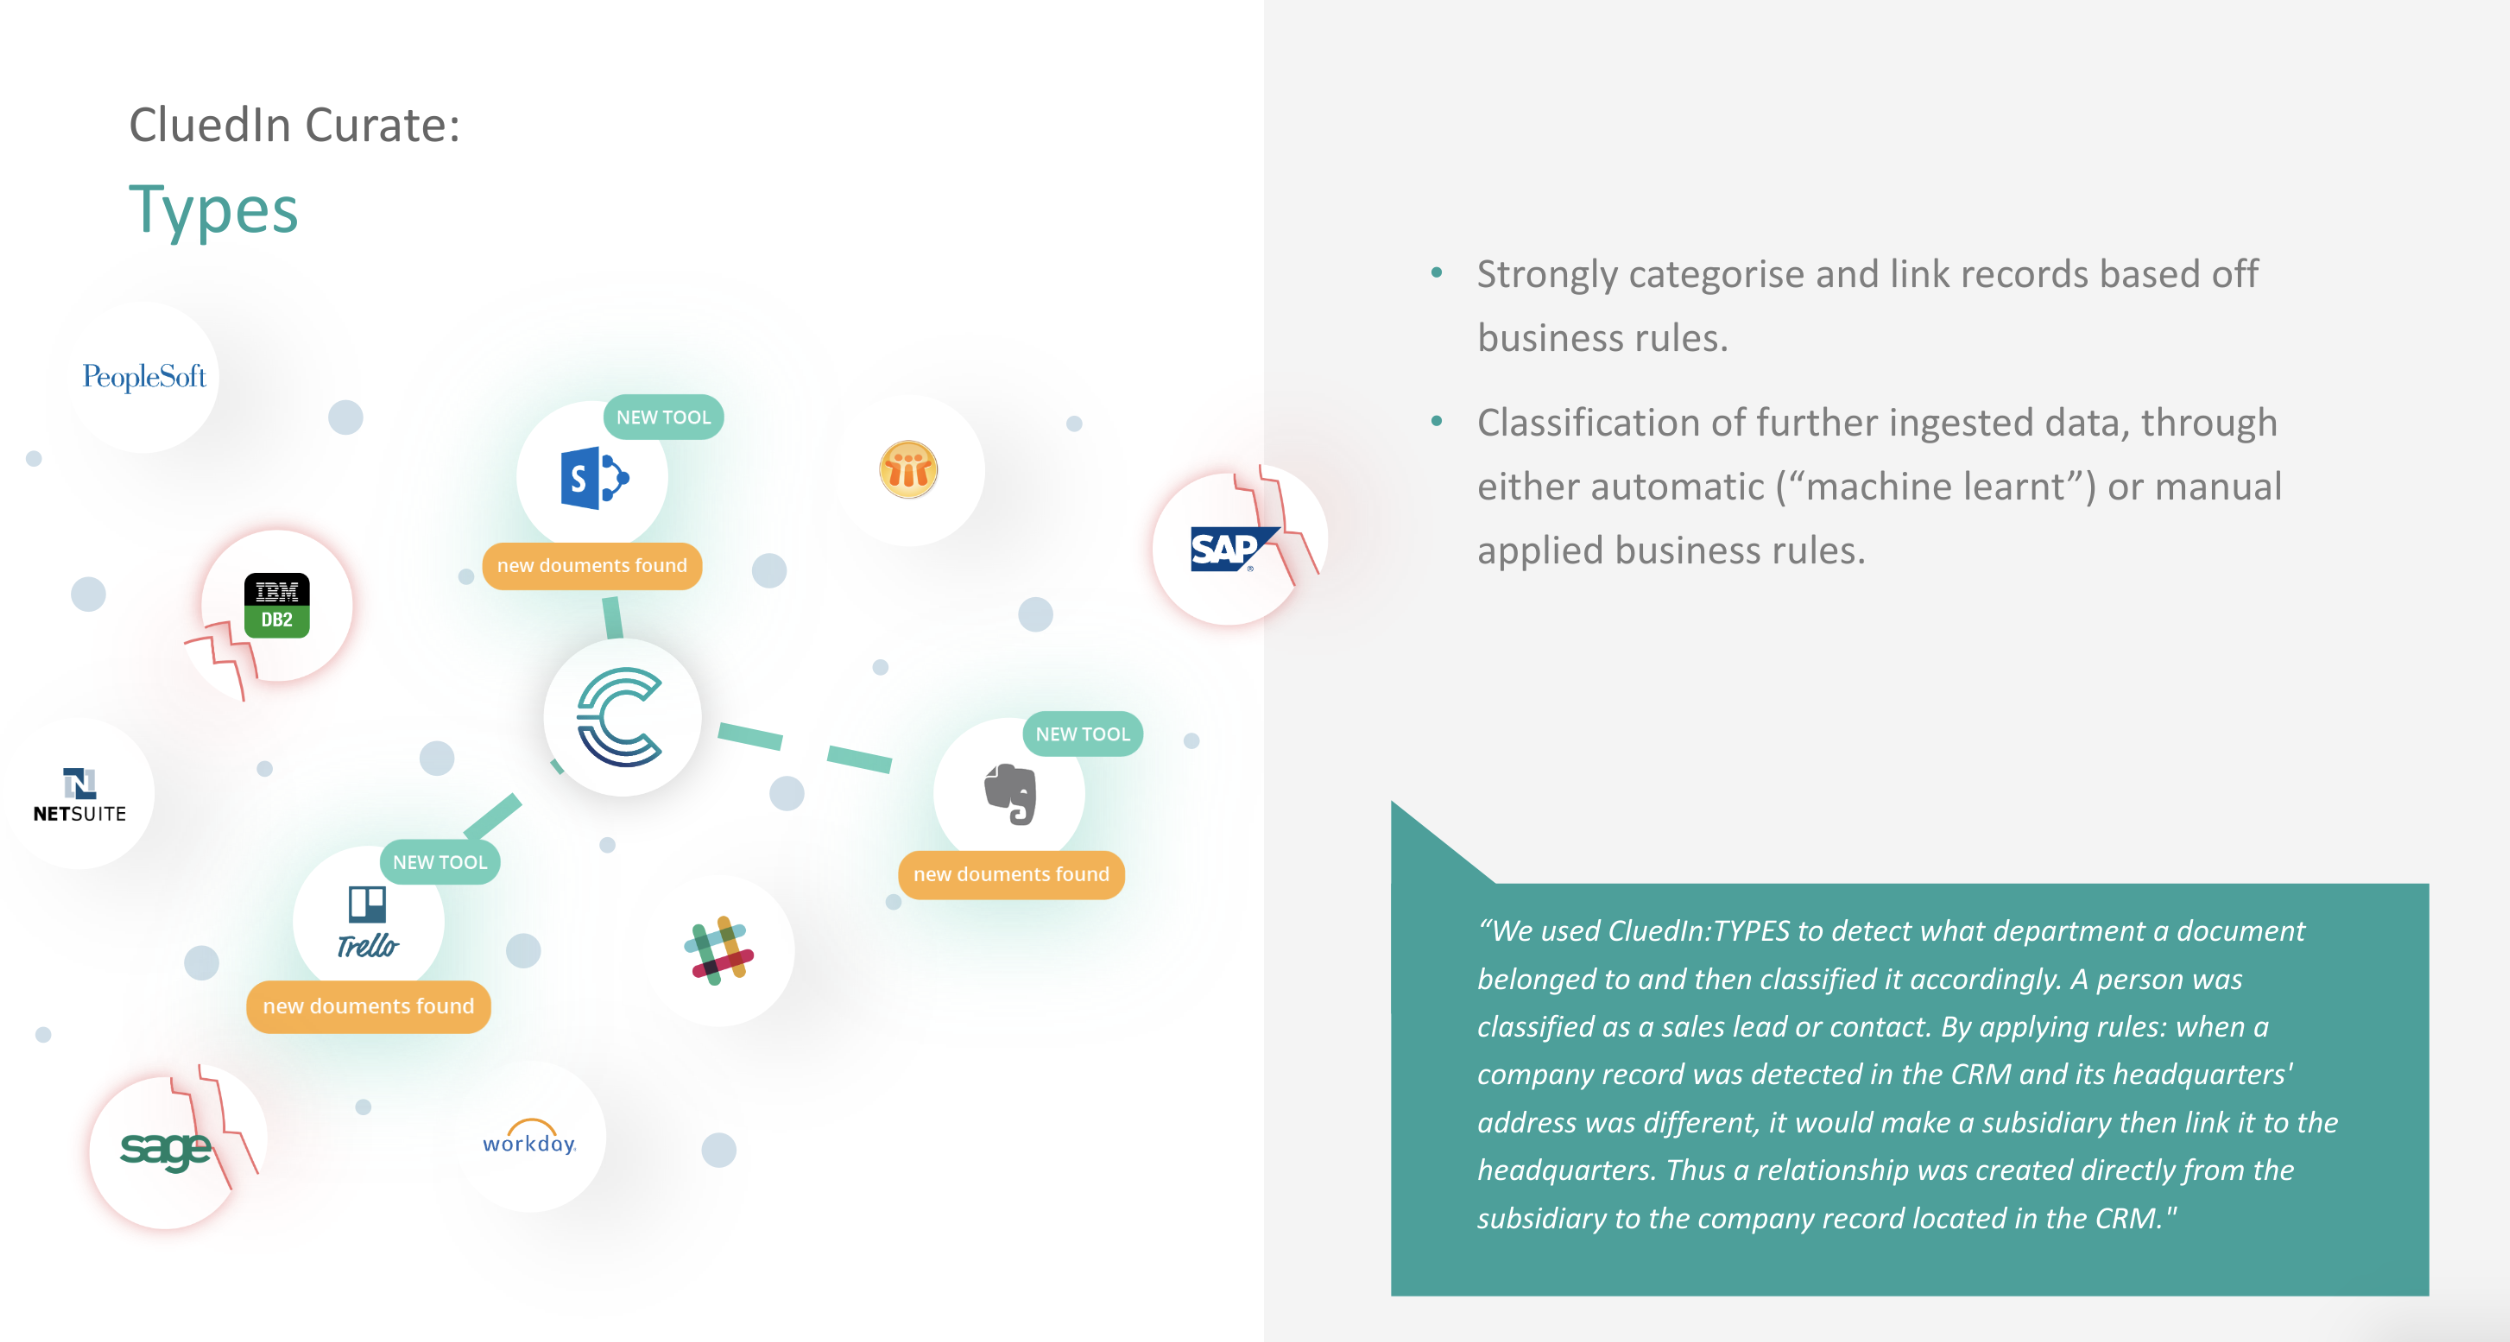 CluedIn Curate:
Types
PeopleSoft
NEW TOOL
S
new douments found
IBM
DB2
SAP
®
NEW TOOL
new douments found
N
NETSUITE
NEW TOOL
Trello
new douments found
sage
workday.
• Strongly categorise and link records based off
business rules.
• Classification of further ingested data, through
either automatic (“machine learnt”) or manual
applied business rules.
“We used CluedIn:TYPES to detect what department a document
belonged to and then classified it accordingly. A person was
classified as a sales lead or contact. By applying rules: when a
company record was detected in the CRM and its headquarters'
address was different, it would make a subsidiary then link it to the
headquarters. Thus a relationship was created directly from the
subsidiary to the company record located in the CRM."